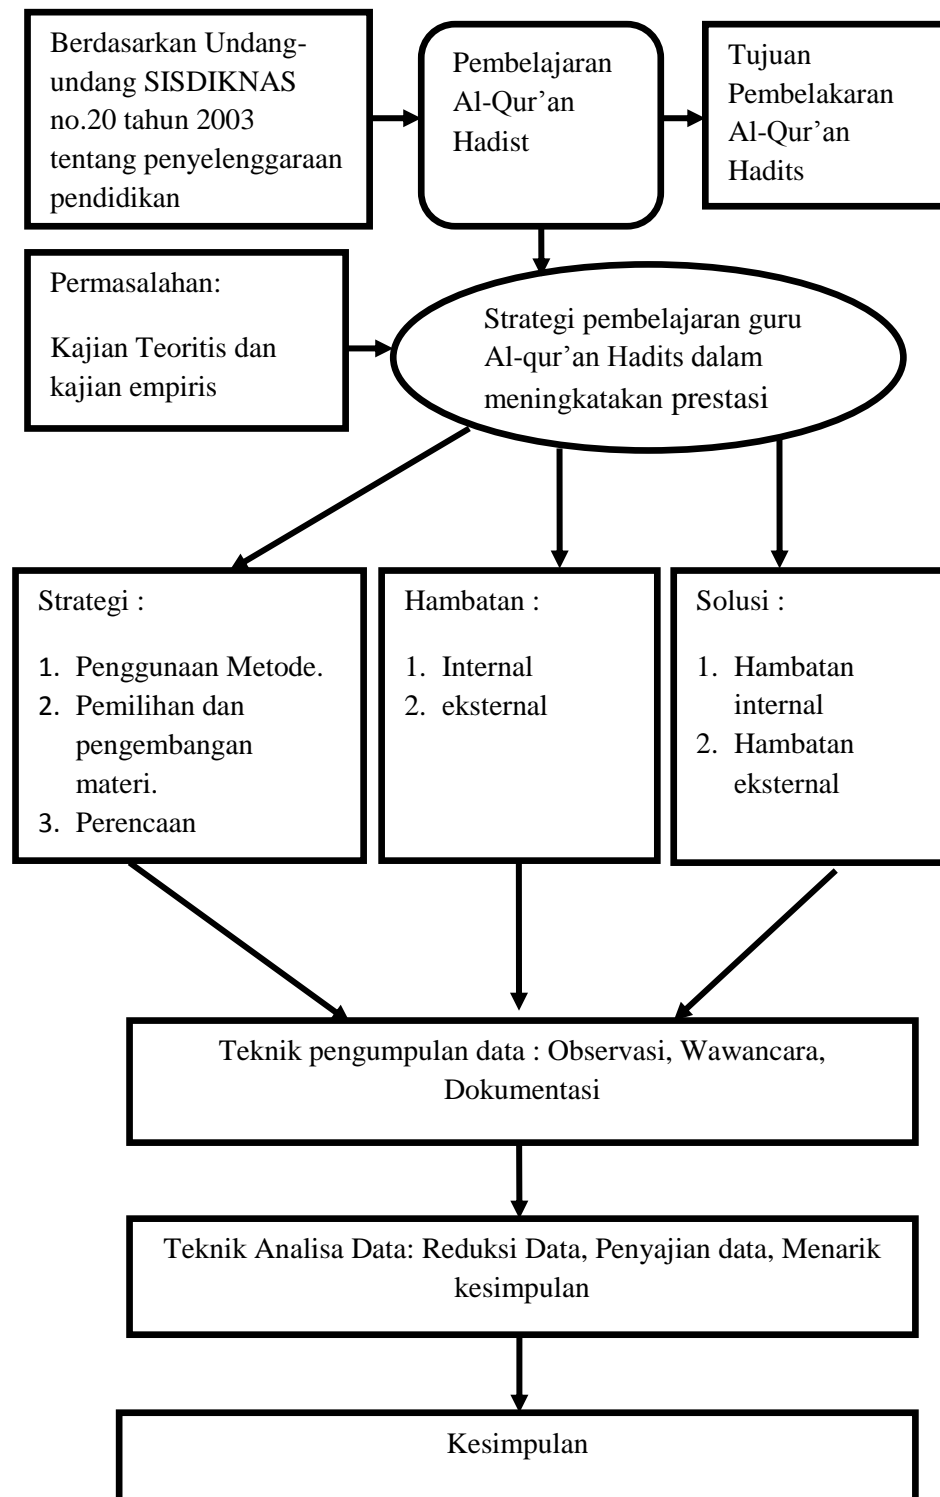 Berdasarkan Undang-
undang SISDIKNAS
no.20 tahun 2003
tentang penyelenggaraan
pendidikan
Pembelajaran
Al-Qur’an
Hadist
Tujuan
Pembelakaran
Al-Qur’an
Hadits
Permasalahan:
Kajian Teoritis dan
kajian empiris
Strategi pembelajaran guru
Al-qur’an Hadits dalam
meningkatakan prestasi
Strategi :
1. Penggunaan Metode.
2. Pemilihan dan
pengembangan
materi.
3. Perencaan
Hambatan :
1. Internal
2. eksternal
Solusi :
1. Hambatan
internal
2. Hambatan
eksternal
Teknik pengumpulan data : Observasi, Wawancara,
Dokumentasi
Teknik Analisa Data: Reduksi Data, Penyajian data, Menarik
kesimpulan
Kesimpulan